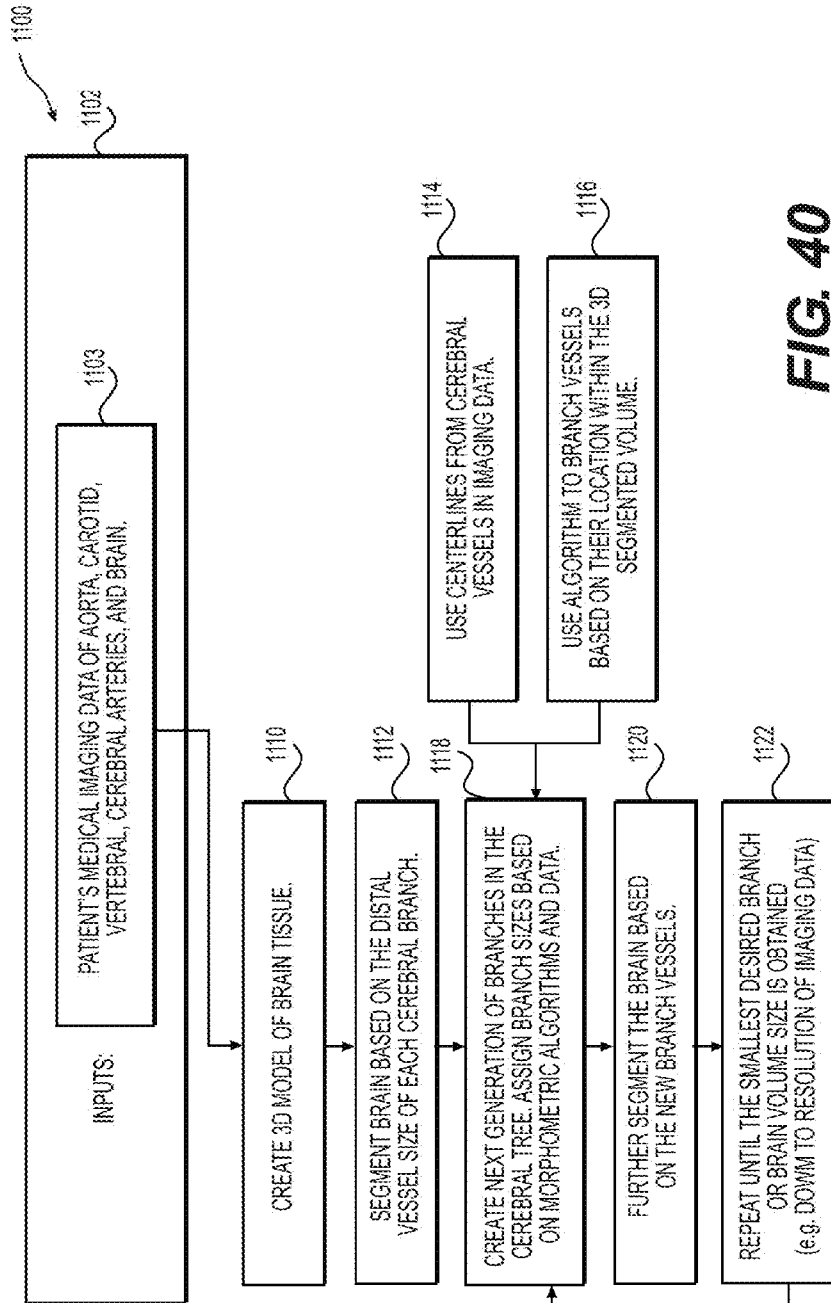 1100
1102
INPUTS:
1103
PATIENT'S MEDICAL IMAGING DATA OF AORTA, CAROTID,
VERTEBRAL, CEREBRAL ARTERIES, AND BRAIN.
1110
CREATE 3D MODEL OF BRAIN TISSUE.
1112
SEGMENT BRAIN BASED ON THE DISTAL
VESSEL SIZE OF EACH CEREBRAL BRANCH.
1114
USE CENTERLINES FROM CEREBRAL
VESSELS IN IMAGING DATA.
1116
USE ALGORITHM TO BRANCH VESSELS
BASED ON THEIR LOCATION WITHIN THE 3D
SEGMENTED VOLUME.
1118
CREATE NEXT GENERATION OF BRANCHES IN THE
CEREBRAL TREE. ASSIGN BRANCH SIZES BASED
ON MORPHOMETRIC ALGORITHMS AND DATA.
1120
FURTHER SEGMENT THE BRAIN BASED
ON THE NEW BRANCH VESSELS.
1122
REPEAT UNTIL THE SMALLEST DESIRED BRANCH
OR BRAIN VOLUME SIZE IS OBTAINED
(e.g. DOWM TO RESOLUTION OF IMAGING DATA)
FIG. 40